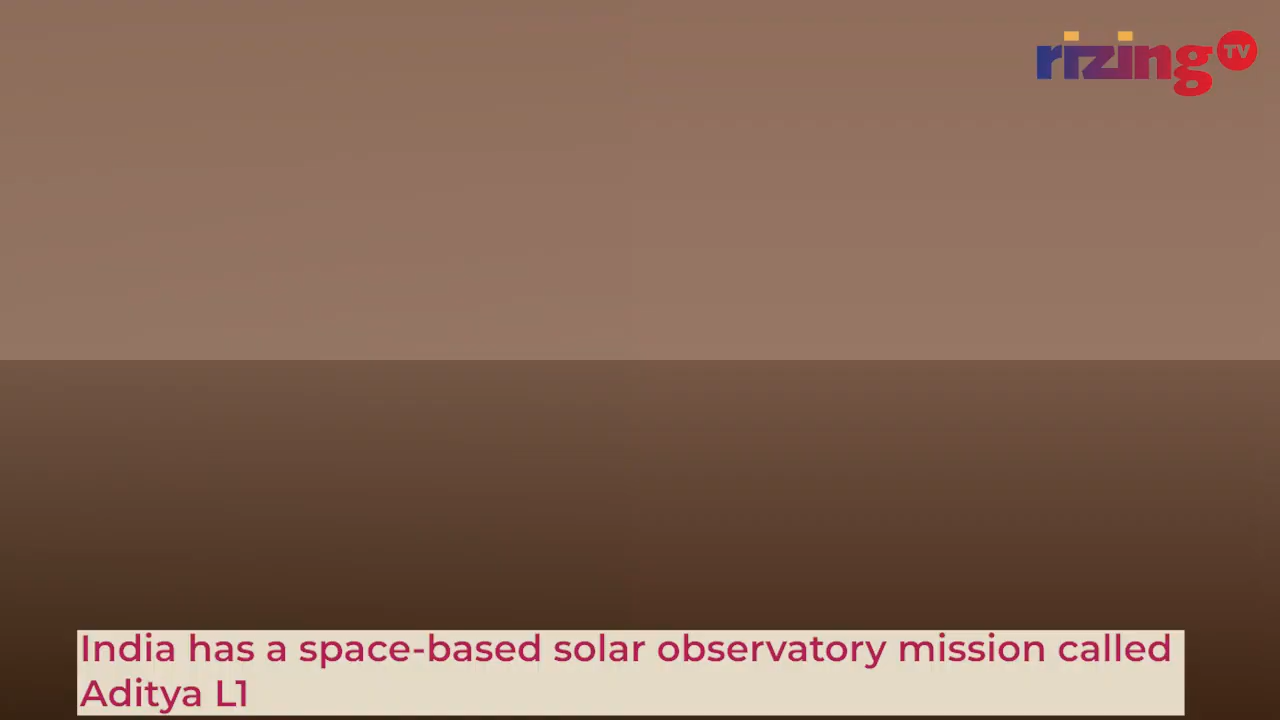 rizing TV
India has a space-based solar observatory mission called
Aditya L1